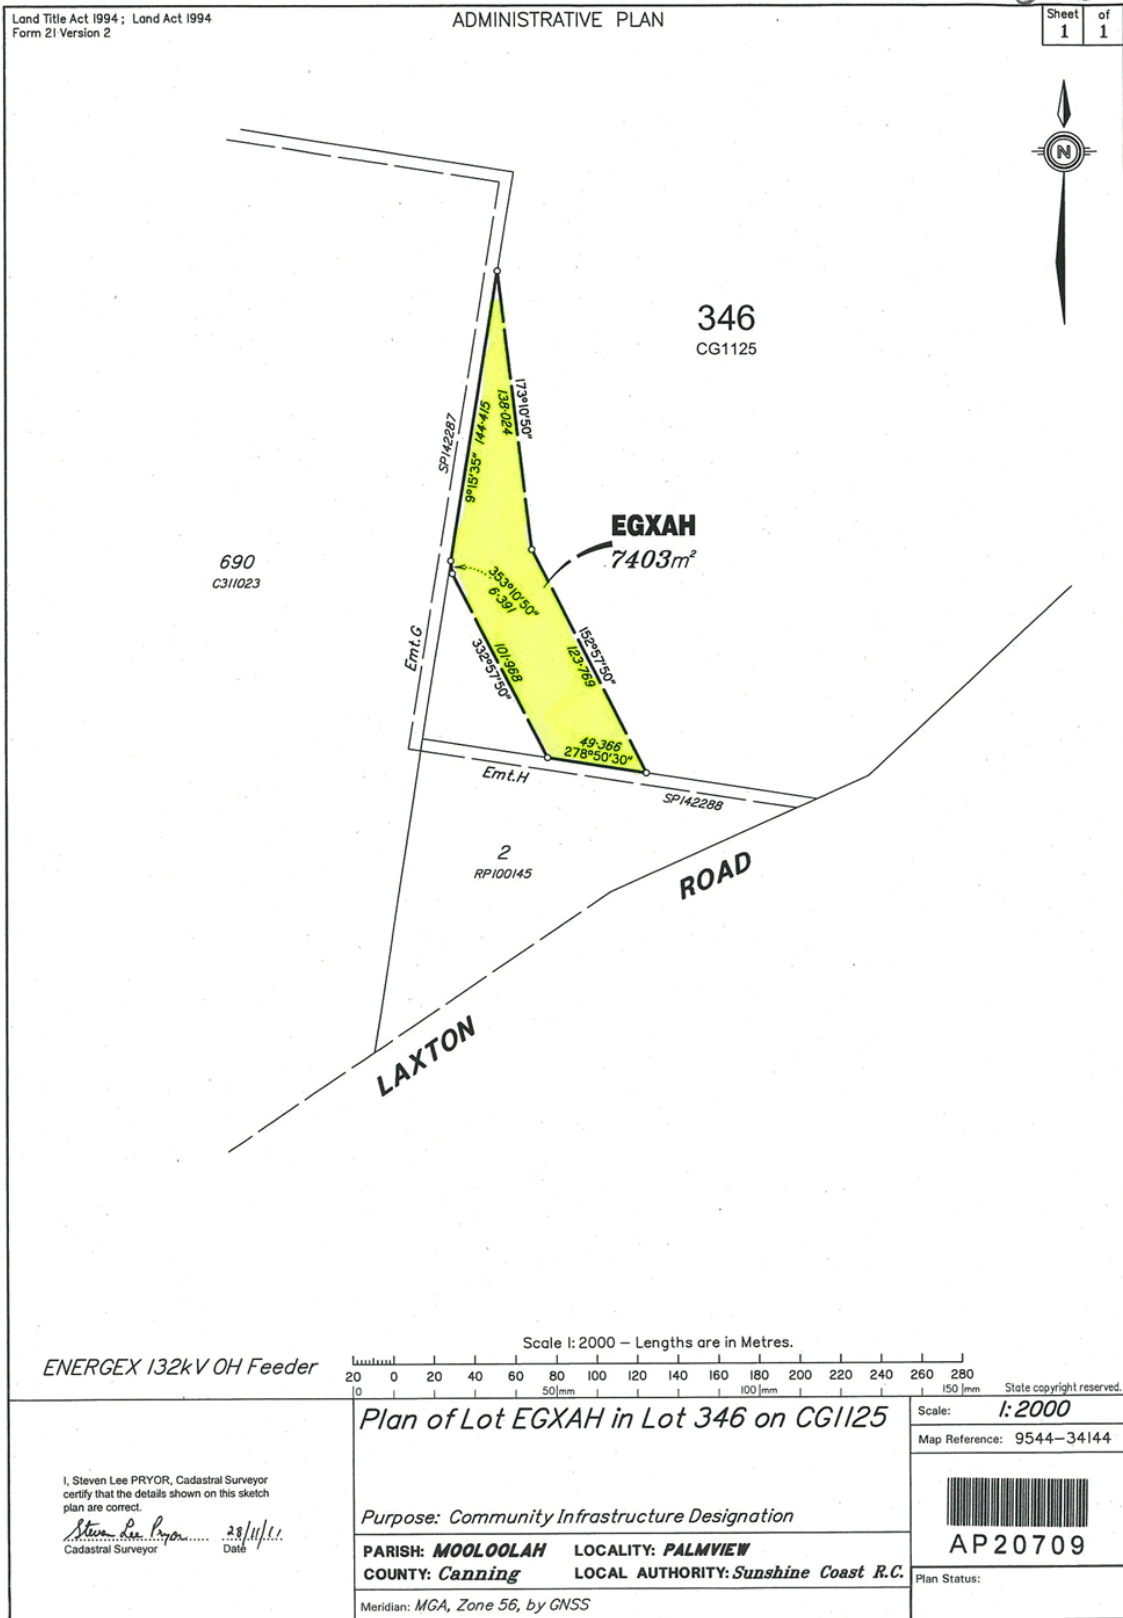 Land Title Act 1994 ; Land Act 1994
Form 21 Version 2
ADMINISTRATIVE PLAN
Sheet of
1 1
N
346
CG1125
173°10'50"
138·024
144·415
9°15'35"
SP142287
EGXAH
7403m²
690
C311023
353°10'50"
6·391
Emt.G
101·968
332°57'50"
152°57'50"
123·769
49·366
278°50'30"
Emt.H
SP142288
2
RP100145
ROAD
LAXTON
Scale 1: 2000 – Lengths are in Metres.
ENERGEX 132kV OH Feeder
20 0 20 40 60 80 100 120 140 160 180 200 220 240 260 280
0 50 mm 100 mm 150 mm
State copyright reserved.
Plan of Lot EGXAH in Lot 346 on CG1125
Scale: 1: 2000
Map Reference: 9544–34144
I, Steven Lee PRYOR, Cadastral Surveyor
certify that the details shown on this sketch
plan are correct.
Steven Lee Pryor 28/11/11
Cadastral Surveyor Date
Purpose: Community Infrastructure Designation
AP20709
PARISH: MOOLOOLAH LOCALITY: PALMVIEW
COUNTY: Canning LOCAL AUTHORITY: Sunshine Coast R.C.
Plan Status:
Meridian: MGA, Zone 56, by GNSS